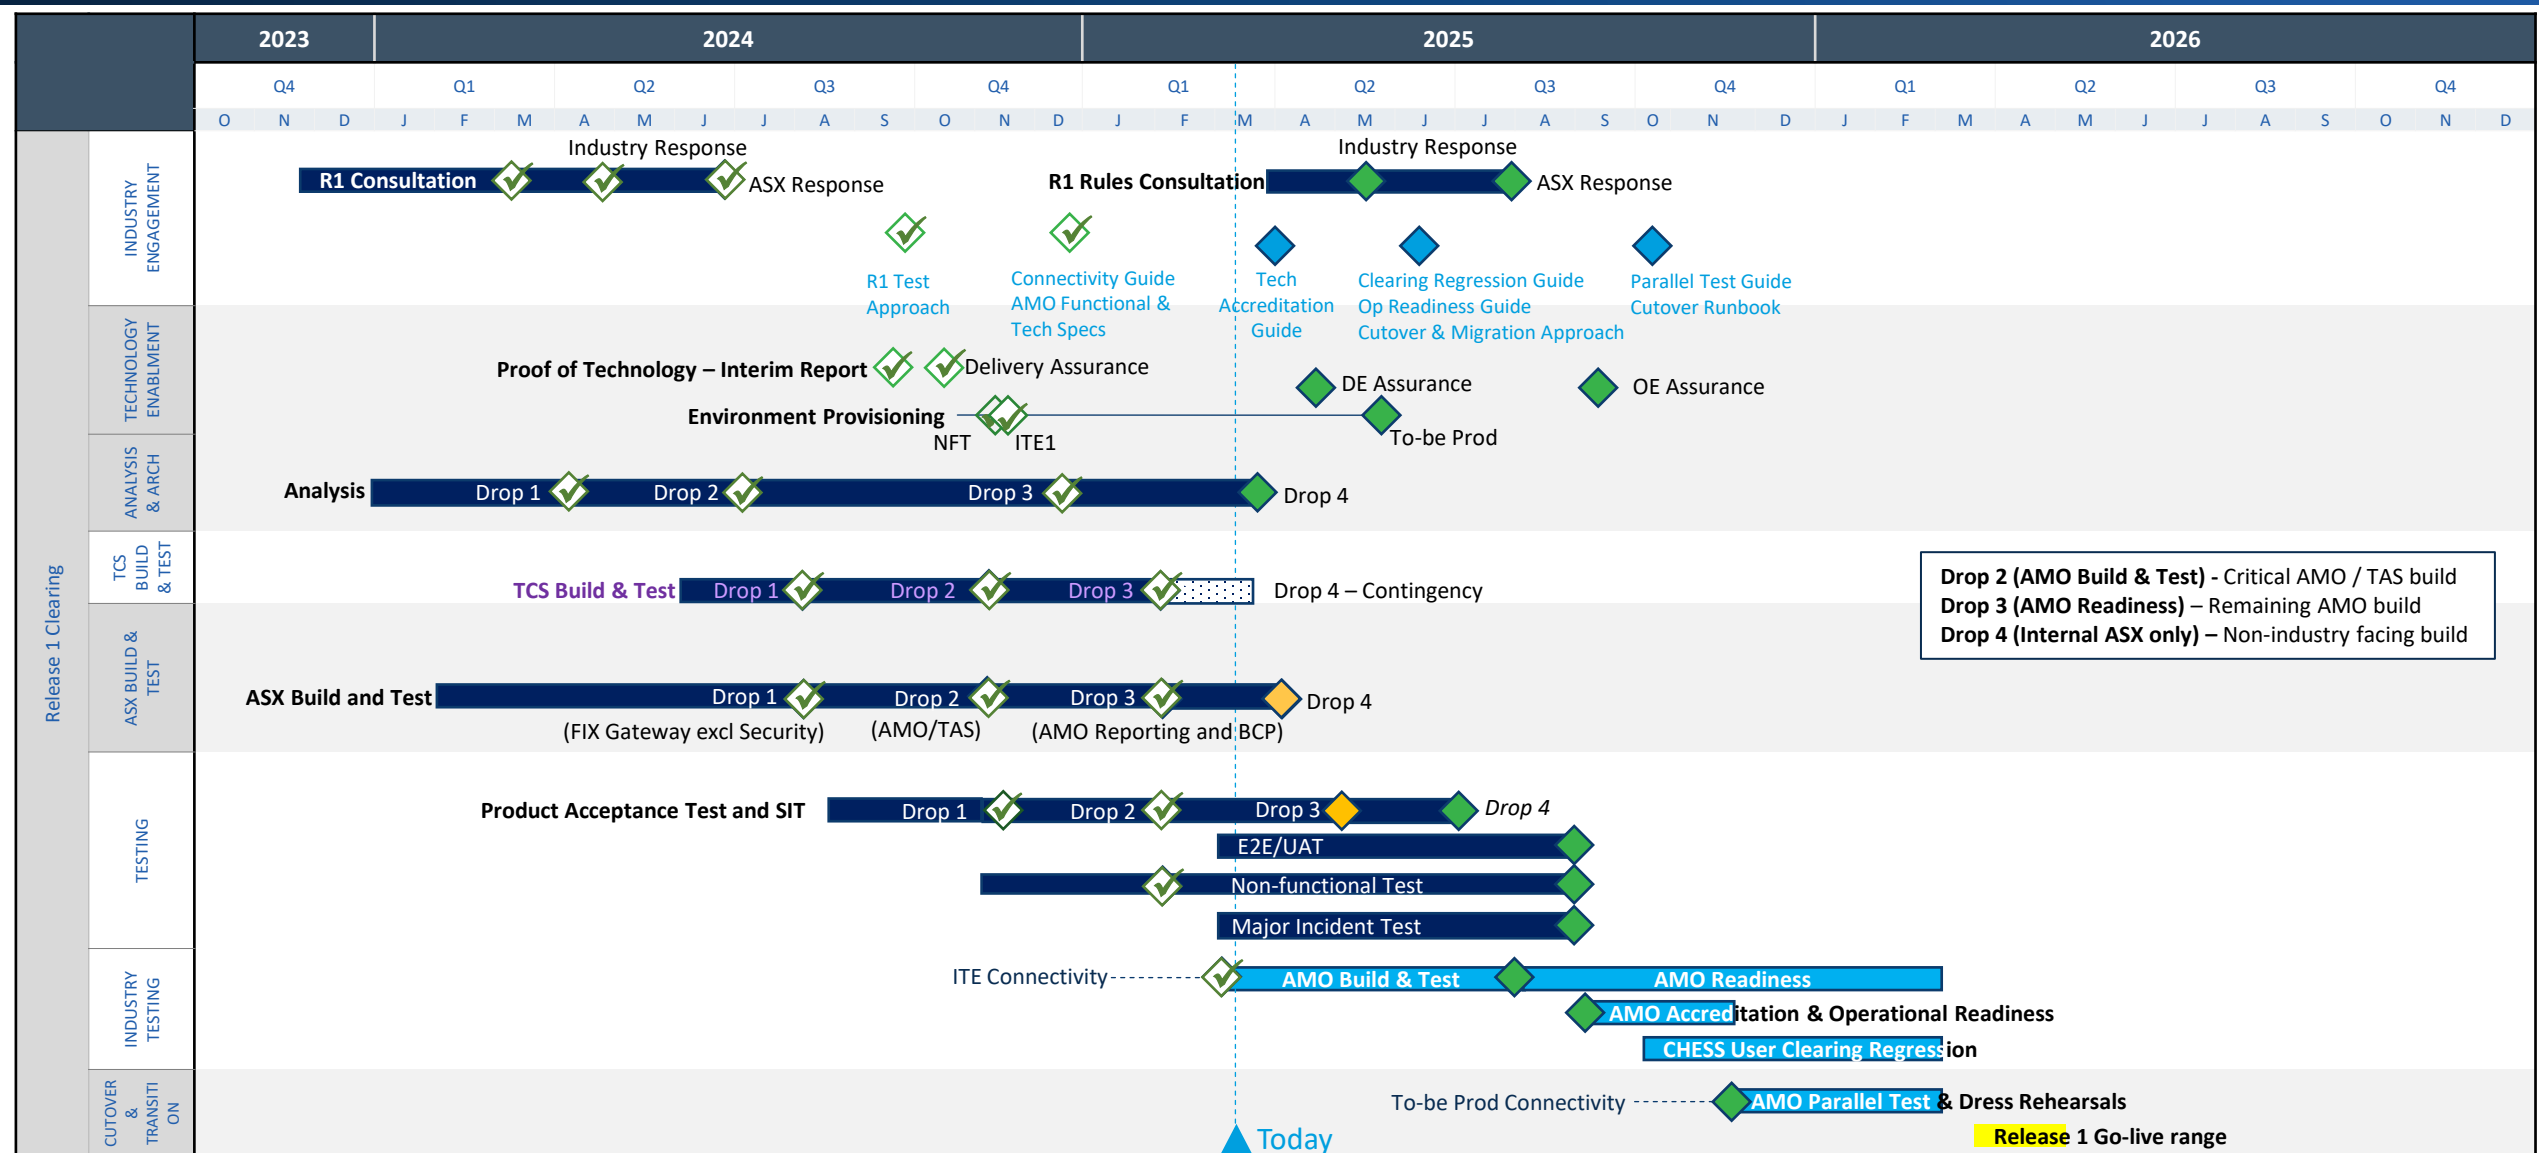 2023
2024
2025
2026
Q4
Q1
Q2
Q3
Q4
Q1
Q2
Q3
Q4
Q1
Q2
Q3
Q4
O N D J F M A M J J A S O N D J F M A M J J A S O N D J F M A M J J A S O N D
Release 1 Clearing
INDUSTRY
ENGAGEMENT
Industry Response
R1 Consultation
ASX Response
Industry Response
R1 Rules Consultation
ASX Response
R1 Test
Approach
Connectivity Guide
AMO Functional &
Tech Specs
Tech
Accreditation
Guide
Clearing Regression Guide
Op Readiness Guide
Cutover & Migration Approach
Parallel Test Guide
Cutover Runbook
TECHNOLOGY
ENABLMENT
Proof of Technology – Interim Report
Delivery Assurance
DE Assurance
OE Assurance
Environment Provisioning
NFT
ITE1
To-be Prod
ANALYSIS
& ARCH
Analysis
Drop 1
Drop 2
Drop 3
Drop 4
TCS
BUILD
& TEST
TCS Build & Test
Drop 1
Drop 2
Drop 3
Drop 4 – Contingency
Drop 2 (AMO Build & Test) - Critical AMO / TAS build
Drop 3 (AMO Readiness) – Remaining AMO build
Drop 4 (Internal ASX only) – Non-industry facing build
ASX BUILD &
TEST
ASX Build and Test
Drop 1
Drop 2
Drop 3
Drop 4
(FIX Gateway excl Security)
(AMO/TAS)
(AMO Reporting and BCP)
TESTING
Product Acceptance Test and SIT
Drop 1
Drop 2
Drop 3
Drop 4
E2E/UAT
Non-functional Test
Major Incident Test
INDUSTRY
TESTING
ITE Connectivity
AMO Build & Test
AMO Readiness
AMO Accreditation & Operational Readiness
CHESS User Clearing Regression
CUTOVER
&
TRANSITI
ON
To-be Prod Connectivity
AMO Parallel Test & Dress Rehearsals
Today
Release 1 Go-live range